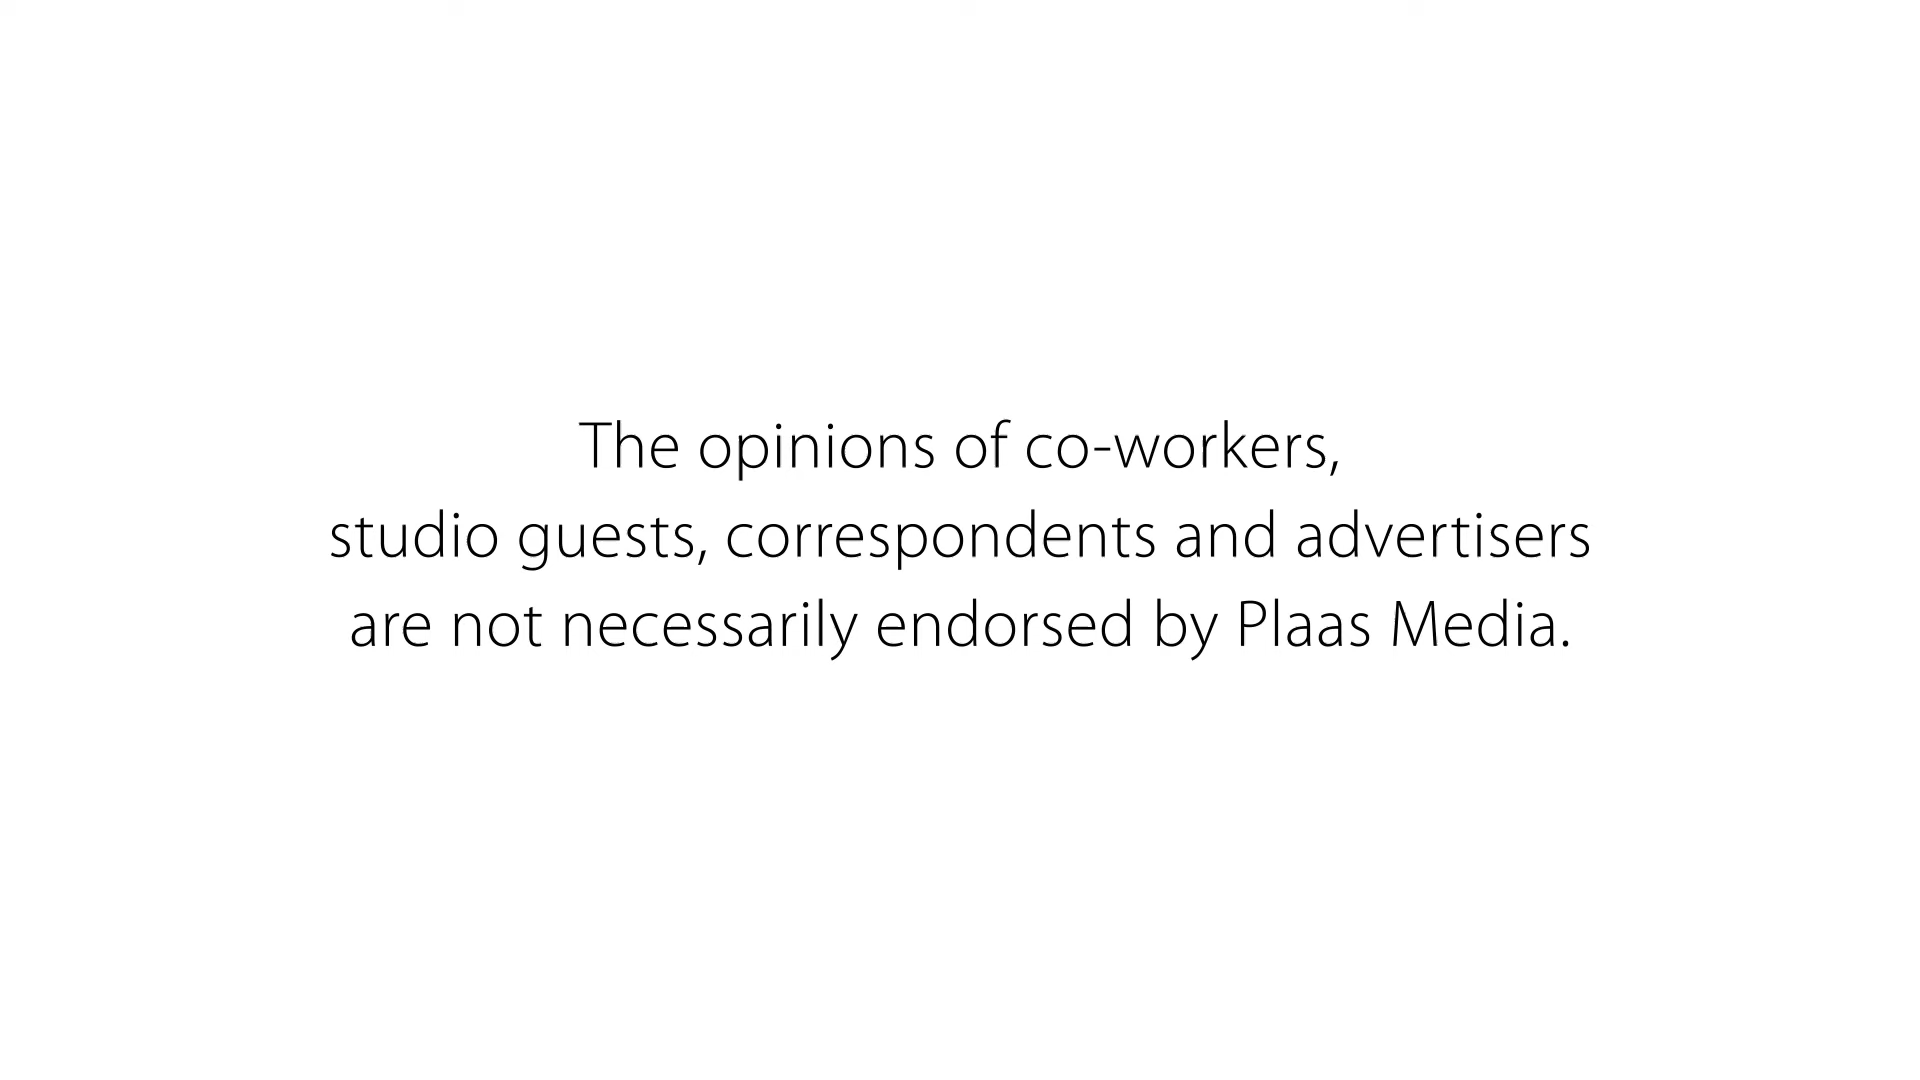 The opinions of co-workers,
studio guests, correspondents and advertisers
are not necessarily endorsed by Plaas Media.